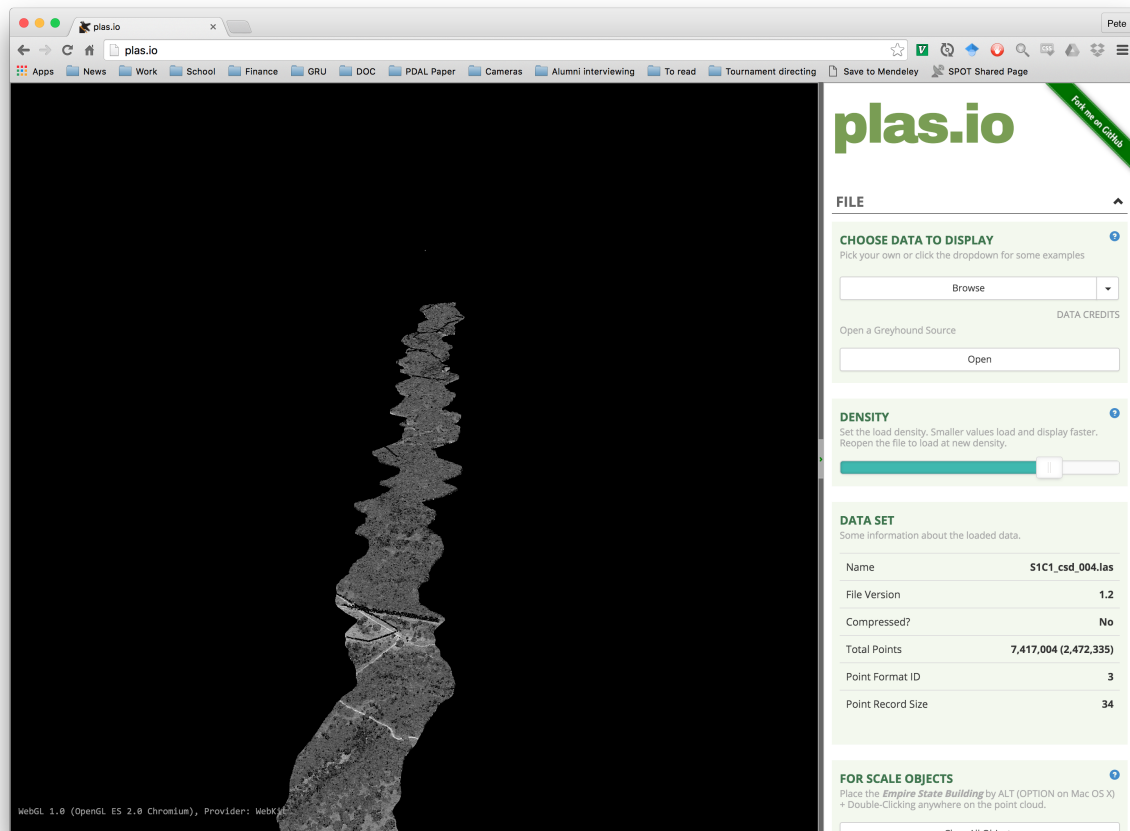 plas.io
Pete
plas.io
Apps News Work School Finance GRU DOC PDAL Paper Cameras Alumni interviewing To read Tournament directing Save to Mendeley SPOT Shared Page
Fork me on GitHub
plas.io
FILE
CHOOSE DATA TO DISPLAY
Pick your own or click the dropdown for some examples
Browse
DATA CREDITS
Open a Greyhound Source
Open
DENSITY
Set the load density. Smaller values load and display faster.
Reopen the file to load at new density.
DATA SET
Some information about the loaded data.
Name S1C1_csd_004.las
File Version 1.2
Compressed? No
Total Points 7,417,004 (2,472,335)
Point Format ID 3
Point Record Size 34
FOR SCALE OBJECTS
Place the Empire State Building by ALT (OPTION on Mac OS X)
+ Double-Clicking anywhere on the point cloud.
WebGL 1.0 (OpenGL ES 2.0 Chromium), Provider: WebKit